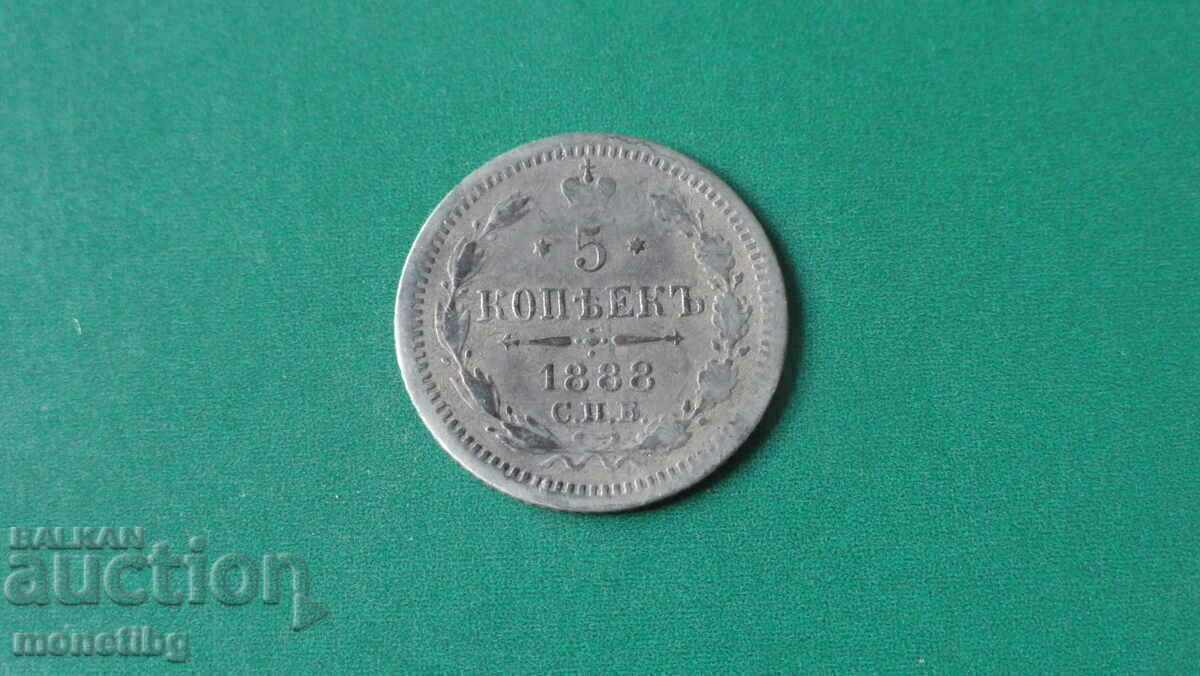 5
КОПѢЕКЪ
1888
С.П.Б.
BALKAN
auction
monetibg